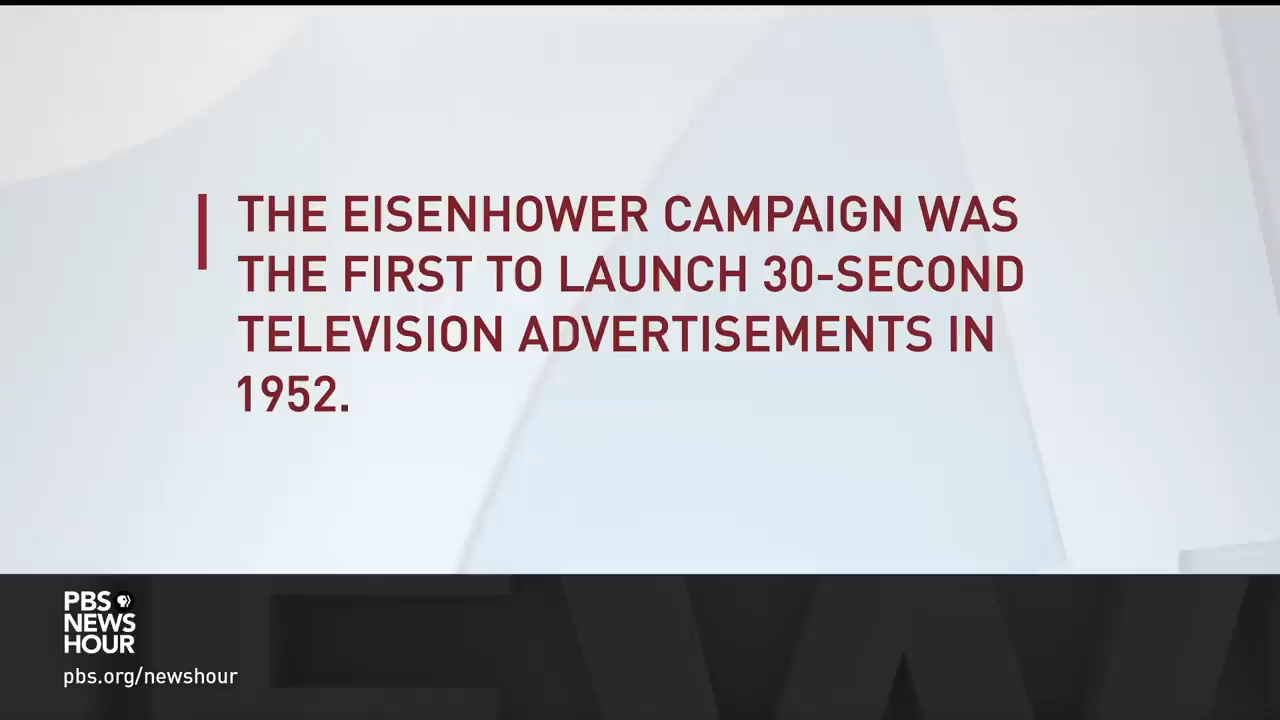 THE EISENHOWER CAMPAIGN WAS
THE FIRST TO LAUNCH 30-SECOND
TELEVISION ADVERTISEMENTS IN
1952.
PBS
NEWS
HOUR
pbs.org/newshour